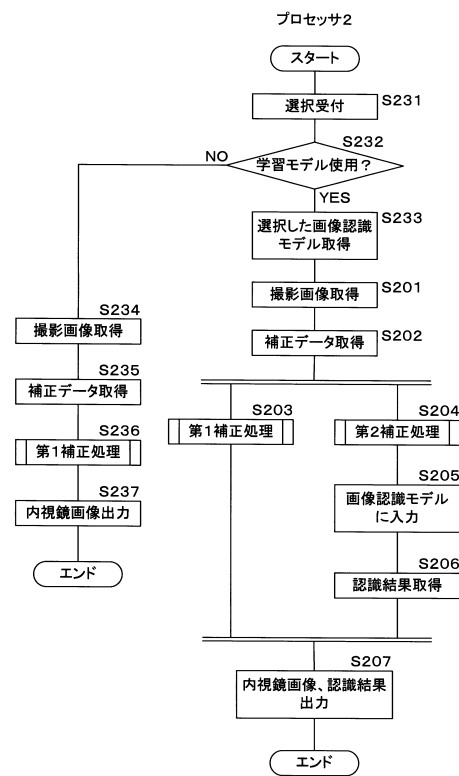 プロセッサ2
スタート
S231
選択受付
S232
学習モデル使用?
NO
YES
S233
選択した画像認識
モデル取得
S201
撮影画像取得
S202
補正データ取得
S234
撮影画像取得
S235
補正データ取得
S236
第1補正処理
S237
内視鏡画像出力
エンド
S203
第1補正処理
S204
第2補正処理
S205
画像認識モデル
に入力
S206
認識結果取得
S207
内視鏡画像、認識結果
出力
エンド